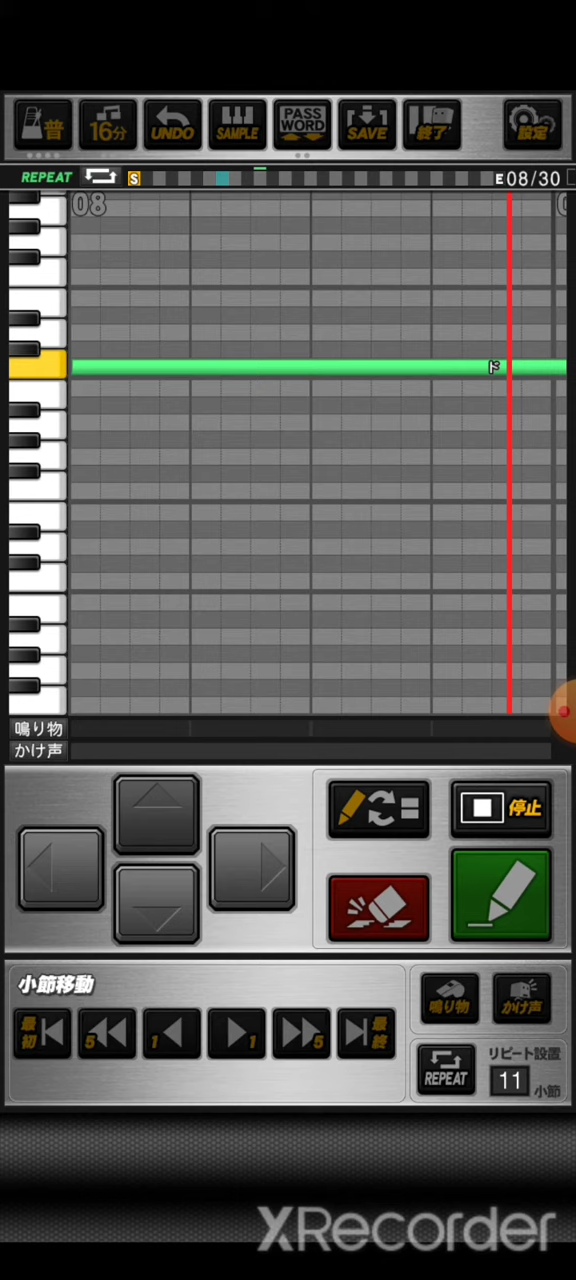 普 16分 UNDO SAMPLE PASS WORD SAVE 終了 設定
REPEAT S E 08/30
08
ド
鳴り物
かけ声
停止
小節移動
最初 5 1 1 5 最終
鳴り物 かけ声
REPEAT リピート設置 11 小節
XRecorder